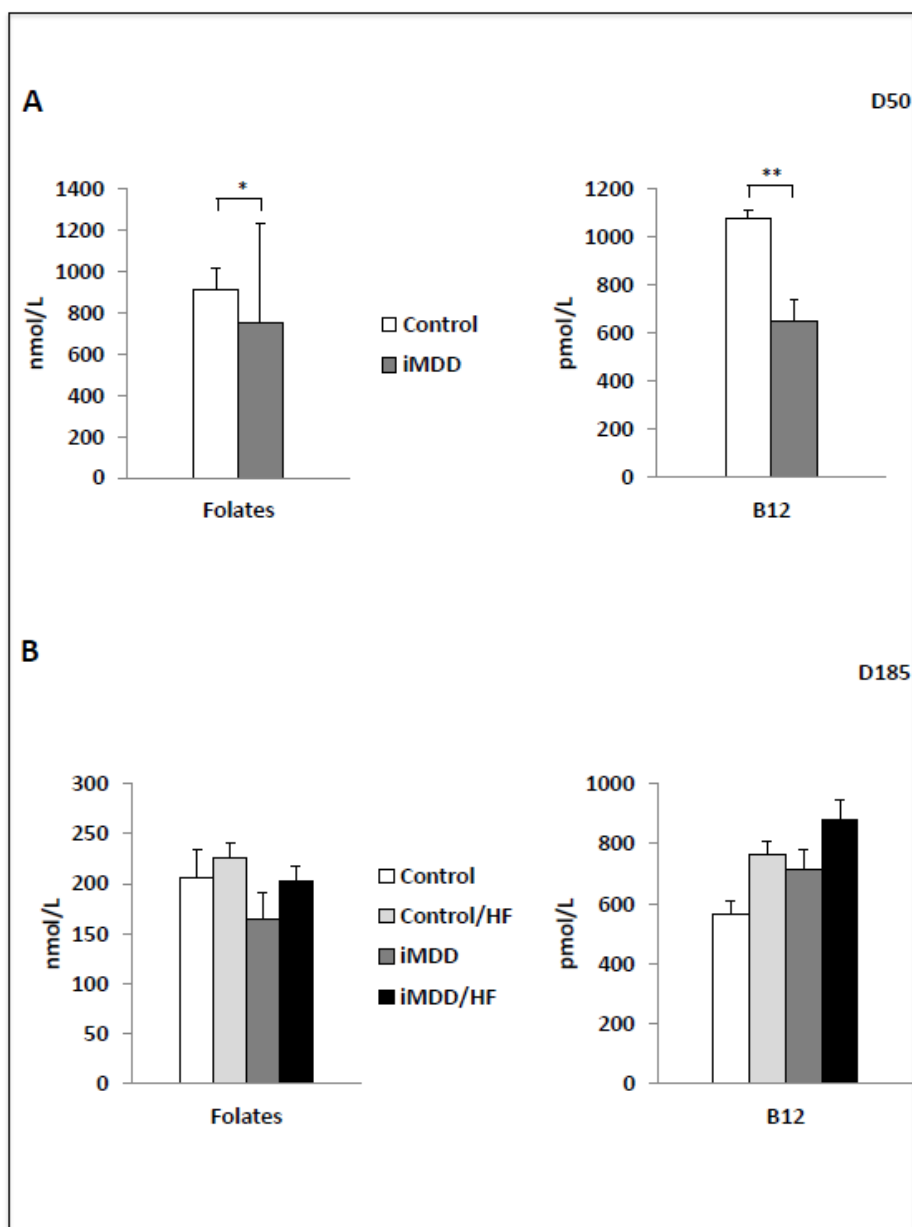 A
D50
1400
1200
1000
800
600
400
200
0
nmol/L
*
Folates
Control
iMDD
1200
1000
800
600
400
200
0
pmol/L
**
B12
B
D185
300
250
200
150
100
50
0
nmol/L
Folates
Control
Control/HF
iMDD
iMDD/HF
1000
800
600
400
200
0
pmol/L
B12